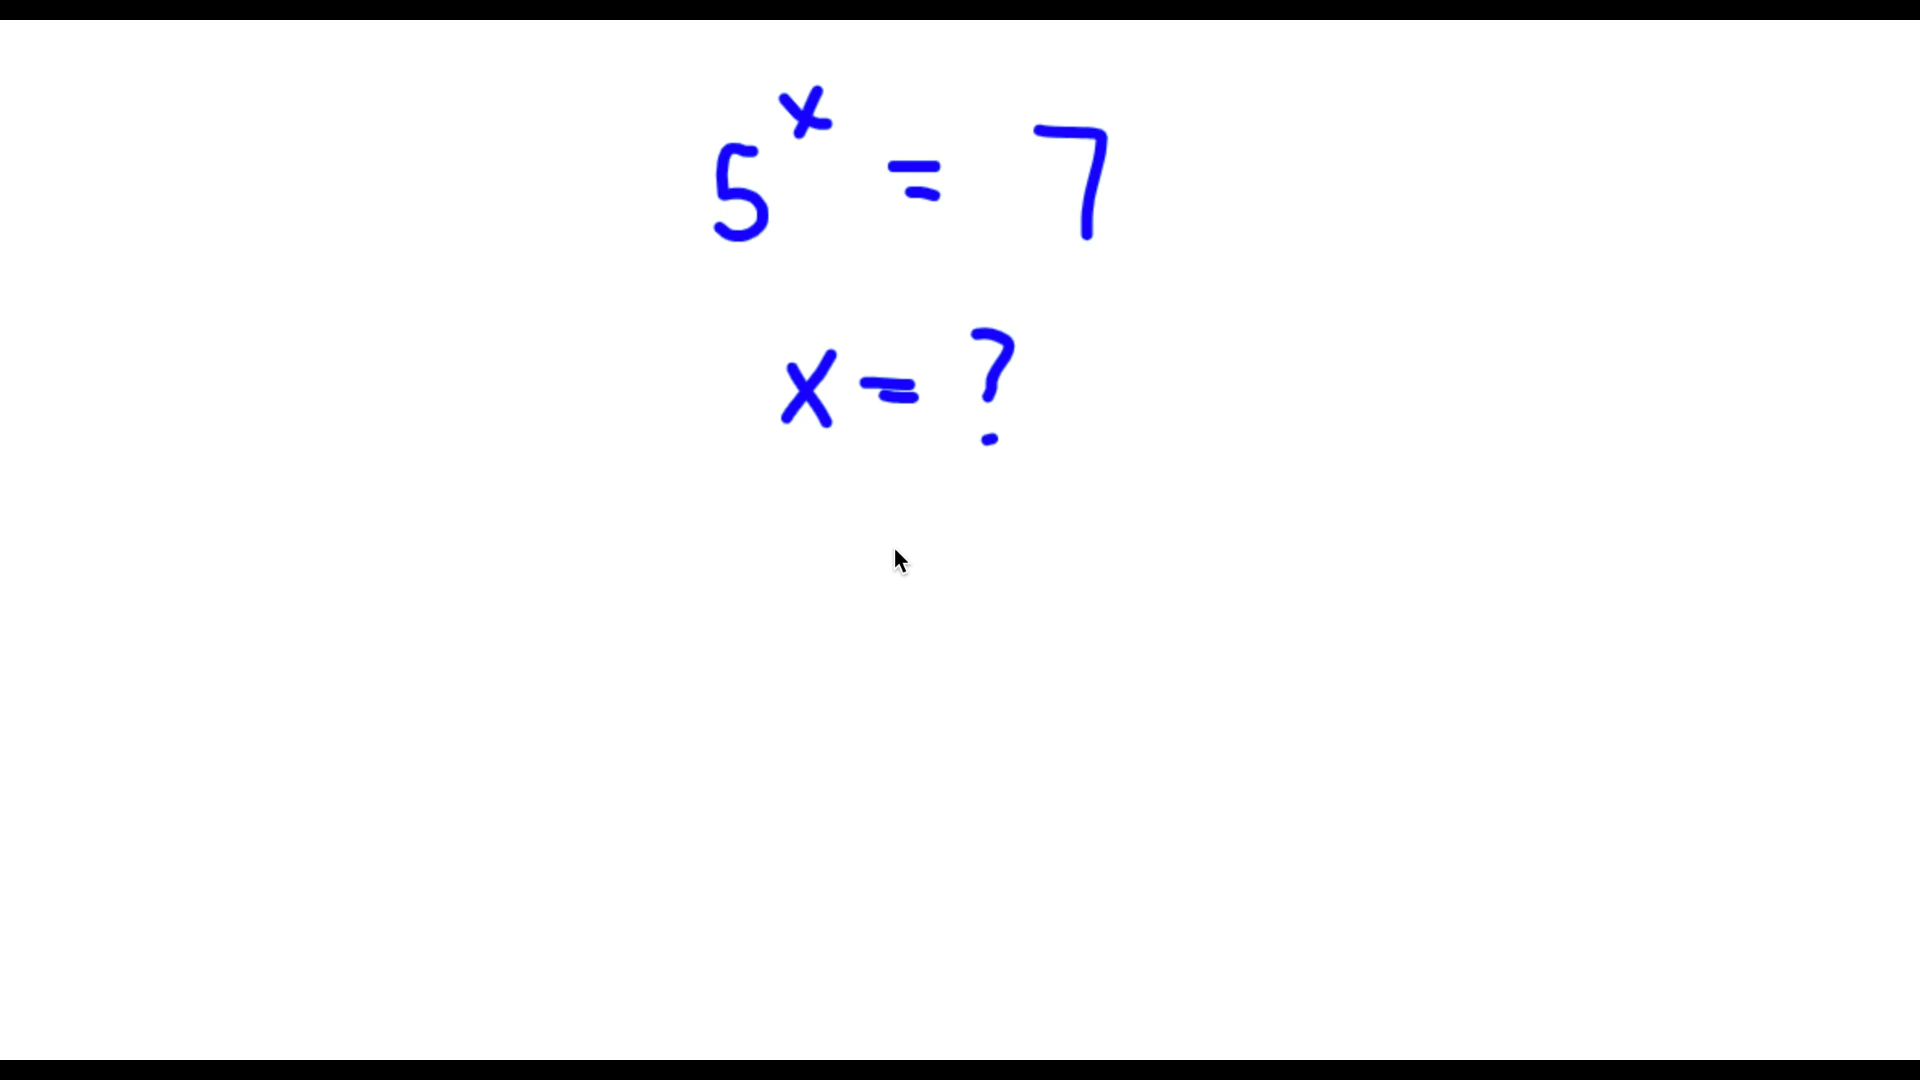 5^x = 7
x = ?